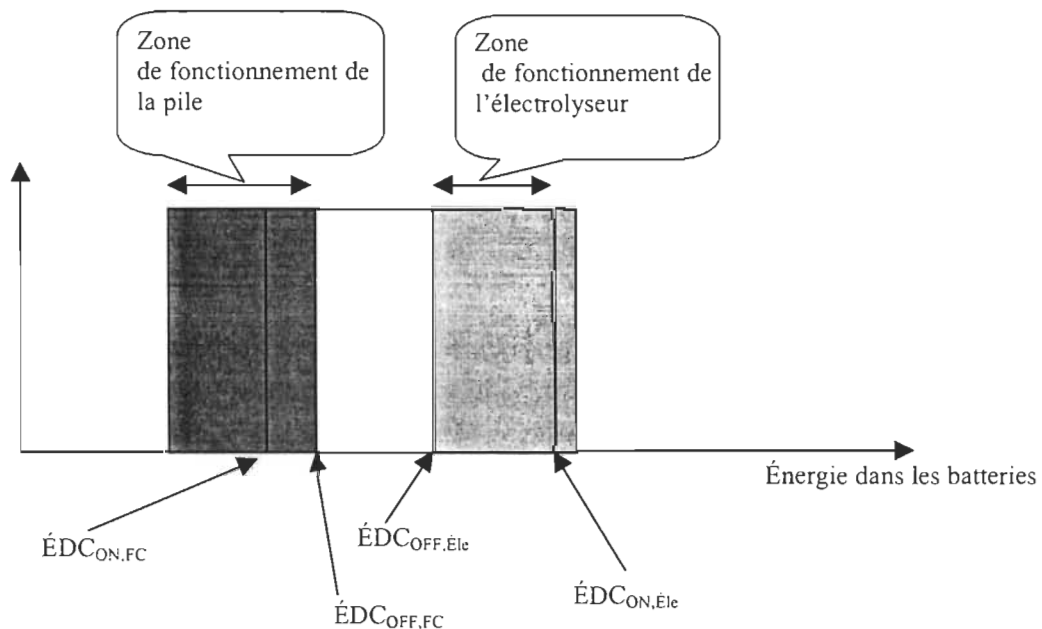 Zone
de fonctionnement de
la pile
Zone
de fonctionnement de
l'électrolyseur
Énergie dans les batteries
ÉDC_ON,FC
ÉDC_OFF,FC
ÉDC_OFF,Éle
ÉDC_ON,Éle